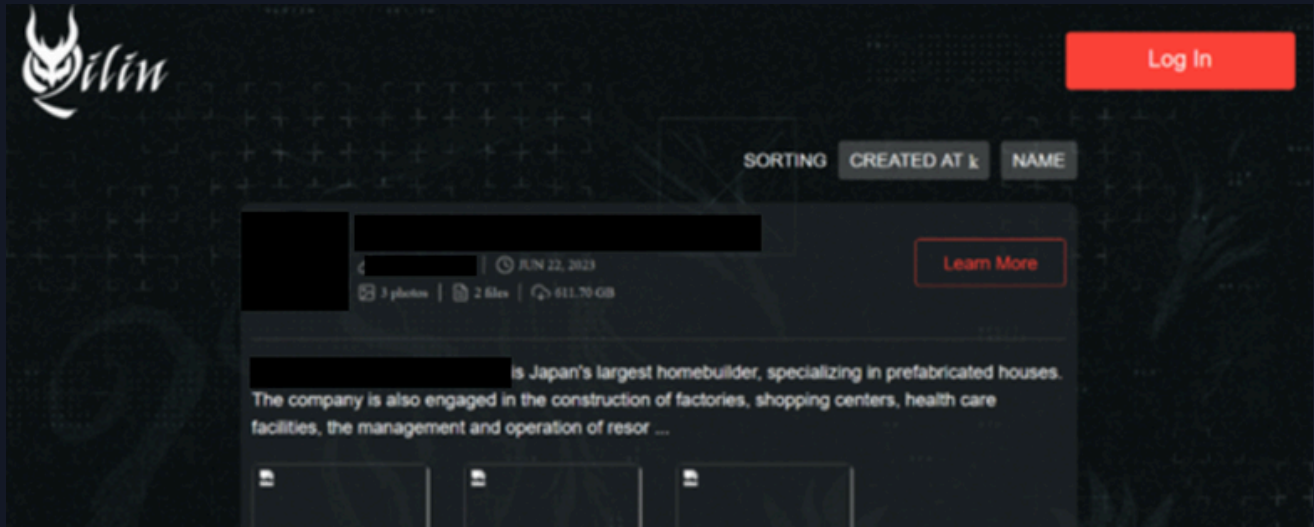 Qilin
Log In
SORTING CREATED AT NAME
JUN 22, 2023
3 photos | 2 files | 611.70 GB
Learn More
is Japan's largest homebuilder, specializing in prefabricated houses.
The company is also engaged in the construction of factories, shopping centers, health care
facilities, the management and operation of resor ...